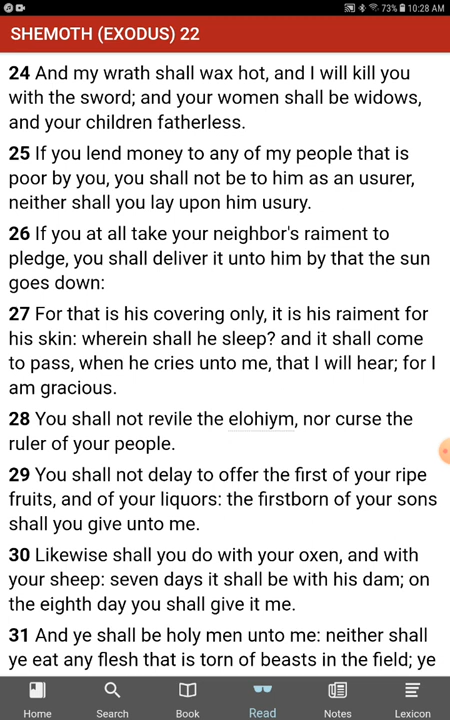 73% 10:28 AM
SHEMOTH (EXODUS) 22
24 And my wrath shall wax hot, and I will kill you
with the sword; and your women shall be widows,
and your children fatherless.
25 If you lend money to any of my people that is
poor by you, you shall not be to him as an usurer,
neither shall you lay upon him usury.
26 If you at all take your neighbor's raiment to
pledge, you shall deliver it unto him by that the sun
goes down:
27 For that is his covering only, it is his raiment for
his skin: wherein shall he sleep? and it shall come
to pass, when he cries unto me, that I will hear; for I
am gracious.
28 You shall not revile the elohiym, nor curse the
ruler of your people.
29 You shall not delay to offer the first of your ripe
fruits, and of your liquors: the firstborn of your sons
shall you give unto me.
30 Likewise shall you do with your oxen, and with
your sheep: seven days it shall be with his dam; on
the eighth day you shall give it me.
31 And ye shall be holy men unto me: neither shall
ye eat any flesh that is torn of beasts in the field; ye
Home Search Book Read Notes Lexicon